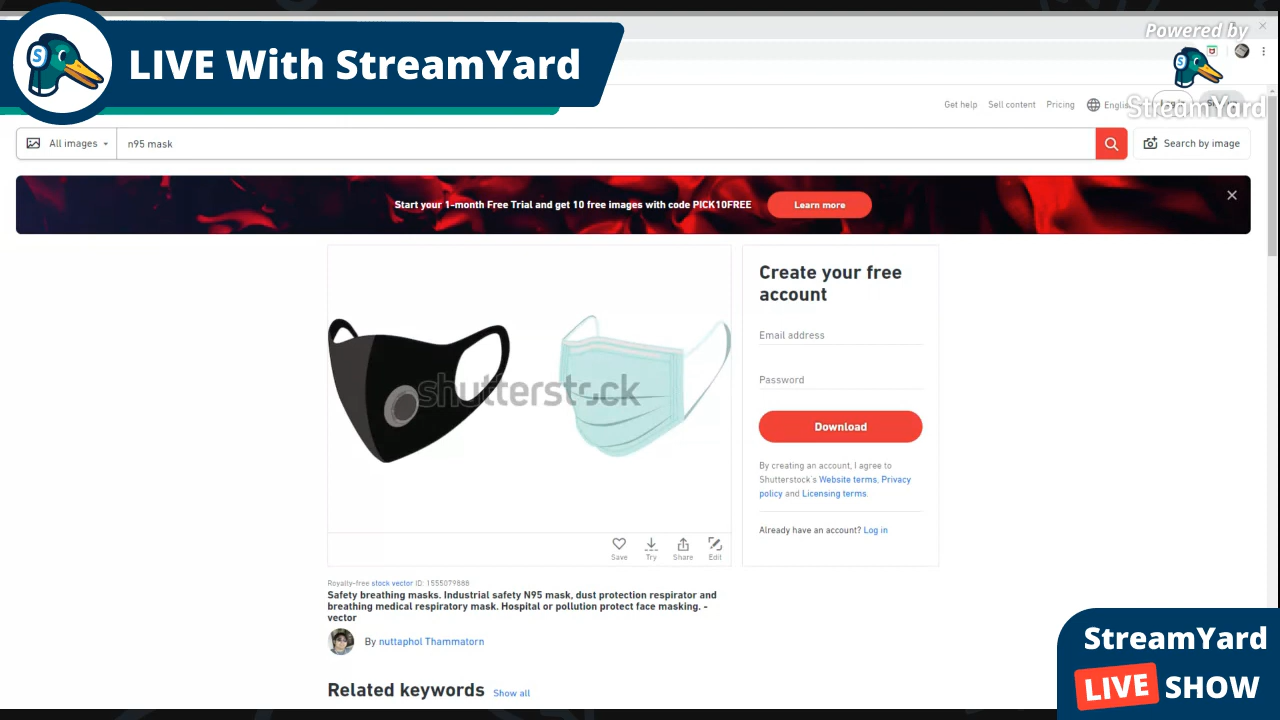 LIVE With StreamYard
Powered by
StreamYard
Get help Sell content Pricing
All images n95 mask Search by image
Start your 1-month Free Trial and get 10 free images with code PICK10FREE Learn more
shutterstock
Create your free
account
Email address
Password
Download
By creating an account, I agree to
Shutterstock's Website terms, Privacy
policy and Licensing terms.
Already have an account? Log in
Save Try Share Edit
Royalty-free stock vector ID: 1555079888
Safety breathing masks. Industrial safety N95 mask, dust protection respirator and
breathing medical respiratory mask. Hospital or pollution protect face masking. -
vector
By nuttaphol Thammatorn
Related keywords Show all
StreamYard
LIVE SHOW